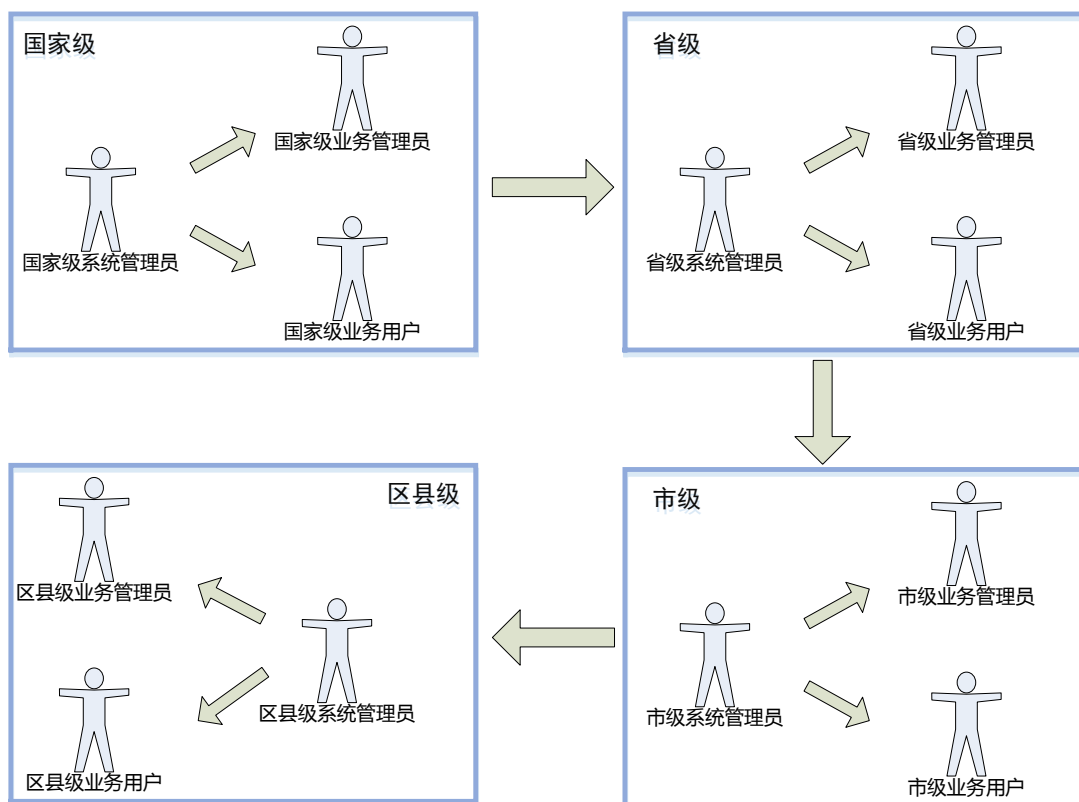 国家级
国家级业务管理员
国家级系统管理员
国家级业务用户
省级
省级业务管理员
省级系统管理员
省级业务用户
区县级
区县级业务管理员
区县级系统管理员
区县级业务用户
市级
市级业务管理员
市级系统管理员
市级业务用户